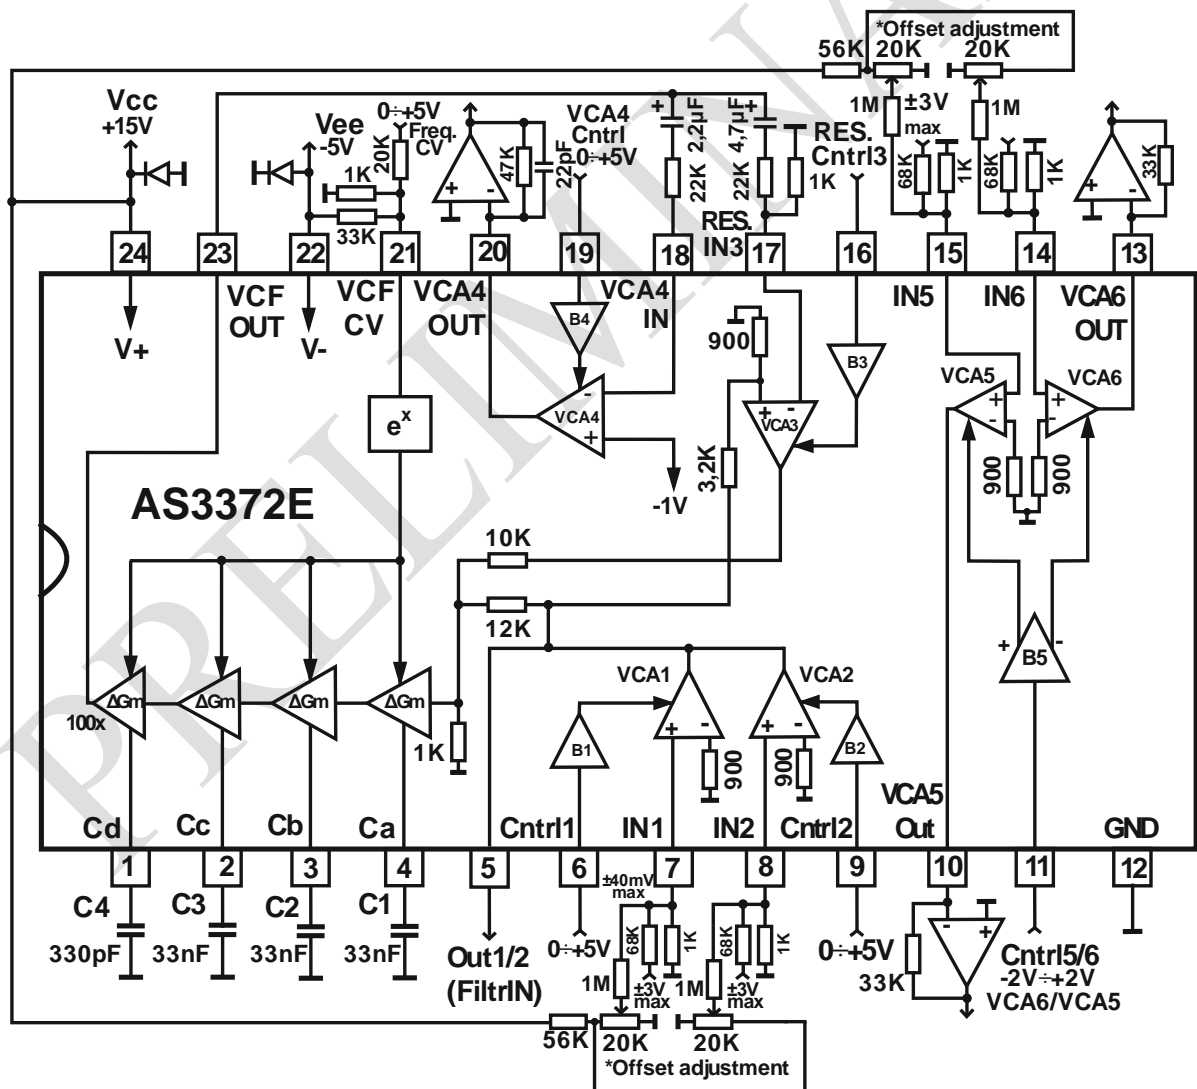 PRELIMINA
*Offset adjustment
56K 20K 20K
1M ±3V max 1M
68K 1K 68K 1K 33K
Vcc
+15V
Vee
-5V
0÷+5V
Freq.
CV
20K
1K
33K
47K
22pF
VCA4
Cntrl
0÷+5V
2,2µF
4,7µF
22K
22K
1K
RES.
Cntrl3
RES.
IN3
+ -
+ -
24 23 22 21 20 19 18 17 16 15 14 13
V+
VCF
OUT
V-
VCF
CV
VCA4
OUT
VCA4
IN
IN5
IN6
VCA6
OUT
B4
900
B3
VCA5
VCA6
e^x
-
VCA4
+
+ -
VCA3
+
-
+
-
3,2K
-1V
900
900
AS3372E
10K
12K
+ -
B5
ΔGm ΔGm ΔGm ΔGm
100x
1K
VCA1
VCA2
B1
B2
+ - + -
900
900
Cd Cc Cb Ca
Cntrl1
IN1
IN2
Cntrl2
VCA5
Out
GND
1 2 3 4 5 6 7 8 9 10 11 12
C4 C3 C2 C1
330pF 33nF 33nF 33nF
Out1/2
(FiltrIN)
0÷+5V
±40mV
max
68K
1K
68K
1K
1M
±3V
max
1M
±3V
max
0÷+5V
33K
- +
Cntrl5/6
-2V÷+2V
VCA6/VCA5
56K 20K 20K
*Offset adjustment